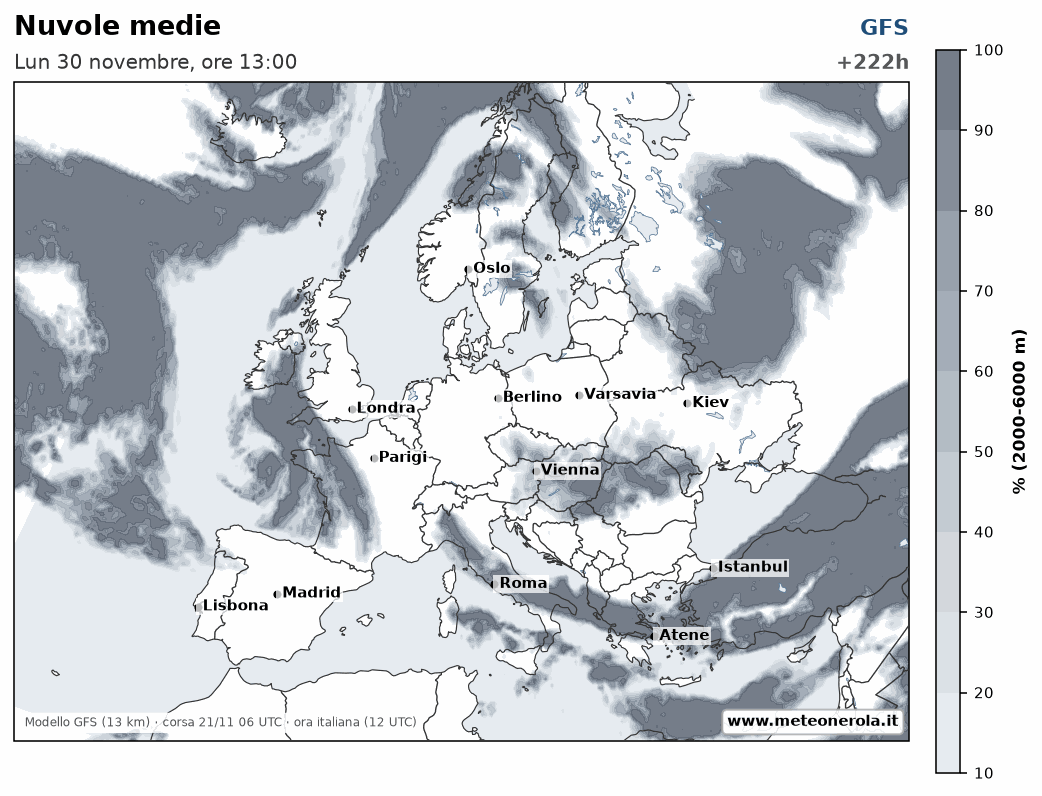 Nuvole medie
GFS
Lun 30 novembre, ore 13:00
+222h
100
90
80
70
60
50
40
30
20
10
% (2000-6000 m)
Oslo
Londra
Berlino
Varsavia
Kiev
Parigi
Vienna
Istanbul
Roma
Madrid
Lisbona
Atene
Modello GFS (13 km) · corsa 21/11 06 UTC · ora italiana (12 UTC)
www.meteonerola.it